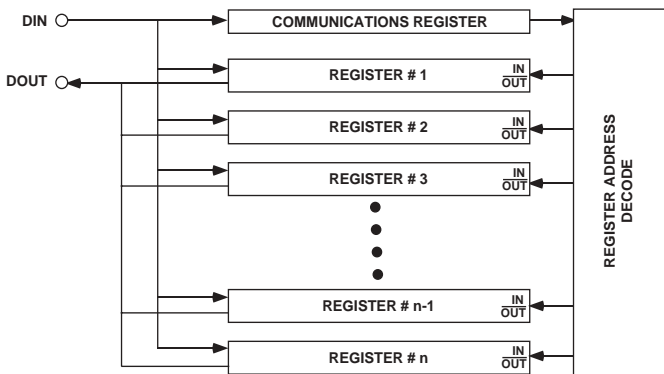 DIN
COMMUNICATIONS REGISTER
DOUT
REGISTER # 1
IN
OUT
REGISTER # 2
IN
OUT
REGISTER # 3
IN
OUT
REGISTER # n-1
IN
OUT
REGISTER # n
IN
OUT
REGISTER ADDRESS
DECODE